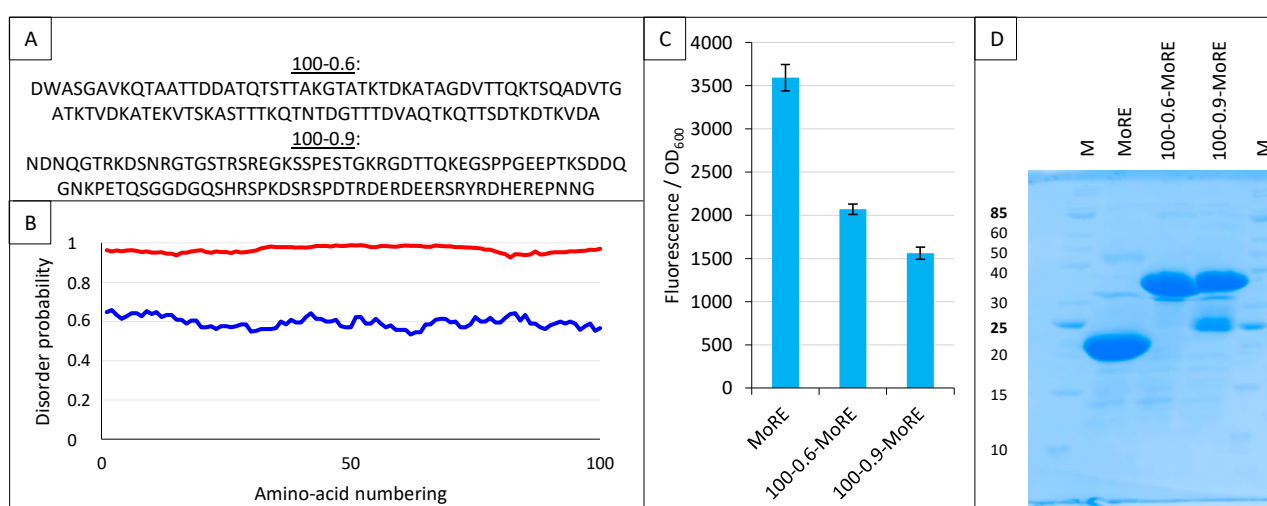 A
100-0.6:
DWASGAVKQTAATTDDATQTSTTAKGTATKTDKATAGDVTTQKTSQADVTG
ATKTVDKATEKVTSKASTTTKQTNTDGTTTDVAQTKQTTSDTKDTKVDA
100-0.9:
NDNQGTRKDSNRGTGSTRSREGKSSPESTGKRGDTTQKEGSPPGEEPTKSDDQ
GNKPETQSGGDGQSHRSPKDSRSPDTRDERDEERSRYRDHEREPNNG
B
Disorder probability
1
0.8
0.6
0.4
0.2
0
0
50
100
Amino-acid numbering
C
Fluorescence / OD600
4000
3500
3000
2500
2000
1500
1000
500
0
MoRE
100-0.6-MoRE
100-0.9-MoRE
D
M
MoRE
100-0.6-MoRE
100-0.9-MoRE
M
85
60
50
40
30
25
20
15
10